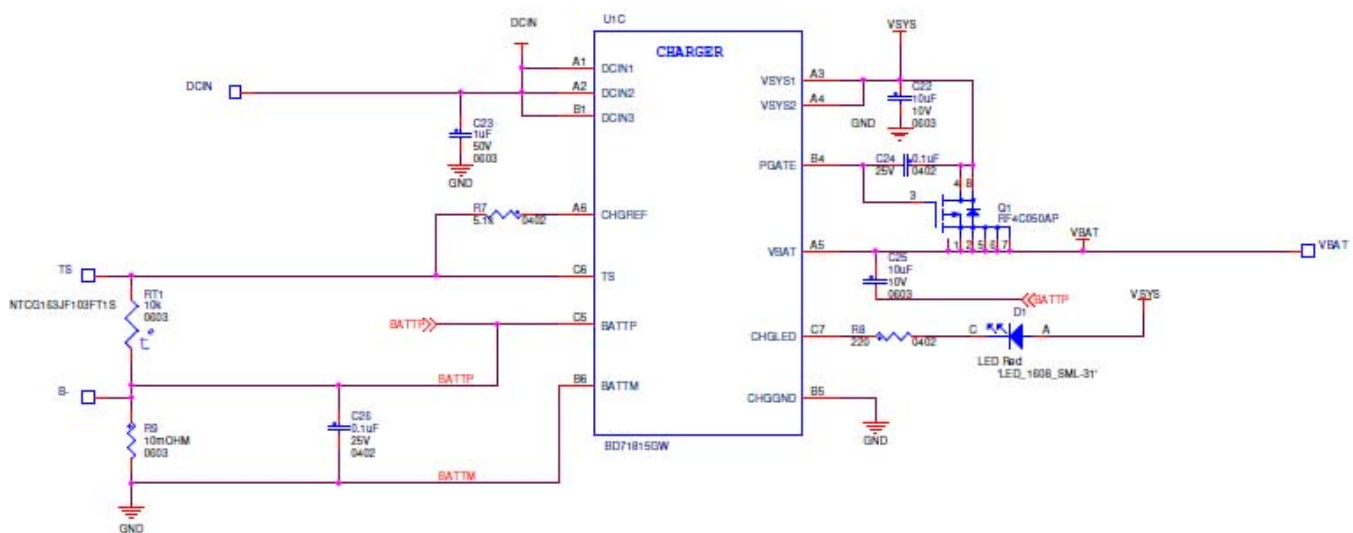 U1C
DCIN
VSYS
CHARGER
DCIN
A1 DCIN1
A2 DCIN2
B1 DCIN3
C23
1uF
50V
0603
GND
VSYS1 A3
VSYS2 A4
C22
10uF
10V
0603
GND
PGATE B4
C24 0.1uF
25V 0402
4 8
3
Q1
RF4C050AP
R7
5.1k 0402
A6 CHGREF
VBAT A5
1 2 5 6 7
VBAT
VBAT
TS
C6 TS
C25
10uF
10V
0603
BATTP
VSYS
RT1
10k
0603
NTCG163JF103FT1S
t°
BATTP
C5 BATTP
CHGLED C7
R8
220 0402
C
D1
A
LED Red
'LED_1608_SML-31'
BATTP
B6 BATTM
CHGGND B5
GND
B-
R9
10mOHM
0603
C26
0.1uF
25V
0402
BD71815GW
BATTM
GND